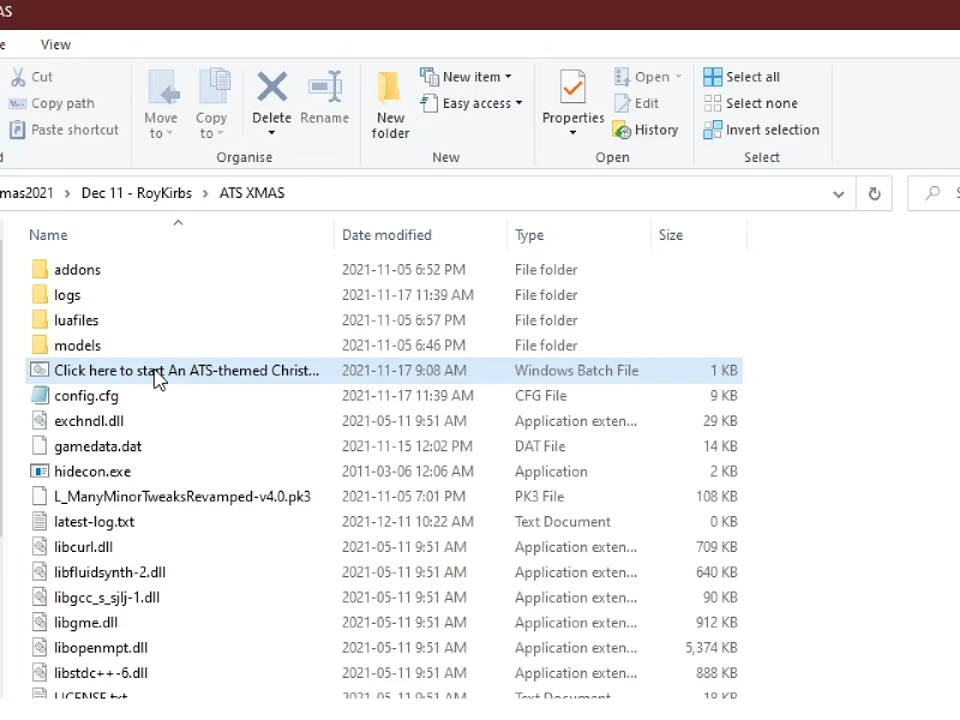 AS
e View
Cut
Copy path
Paste shortcut
Move to
Copy to
Delete
Rename
New folder
New item
Easy access
Properties
Open
Edit
History
Select all
Select none
Invert selection
d Organise New Open Select
mas2021 > Dec 11 - RoyKirbs > ATS XMAS S
Name Date modified Type Size
addons 2021-11-05 6:52 PM File folder
logs 2021-11-17 11:39 AM File folder
luafiles 2021-11-05 6:57 PM File folder
models 2021-11-05 6:46 PM File folder
Click here to start An ATS-themed Christ... 2021-11-17 9:08 AM Windows Batch File 1 KB
config.cfg 2021-11-17 11:39 AM CFG File 9 KB
exchndl.dll 2021-05-11 9:51 AM Application exten... 29 KB
gamedata.dat 2021-11-15 12:02 PM DAT File 14 KB
hidecon.exe 2011-03-06 12:06 AM Application 2 KB
L_ManyMinorTweaksRevamped-v4.0.pk3 2021-11-05 7:01 PM PK3 File 108 KB
latest-log.txt 2021-12-11 10:22 AM Text Document 0 KB
libcurl.dll 2021-05-11 9:51 AM Application exten... 709 KB
libfluidsynth-2.dll 2021-05-11 9:51 AM Application exten... 640 KB
libgcc_s_sjlj-1.dll 2021-05-11 9:51 AM Application exten... 90 KB
libgme.dll 2021-05-11 9:51 AM Application exten... 912 KB
libopenmpt.dll 2021-05-11 9:51 AM Application exten... 5,374 KB
libstdc++-6.dll 2021-05-11 9:51 AM Application exten... 888 KB
LICENSE.txt 2021-05-11 9:51 AM Text Document 18 KB